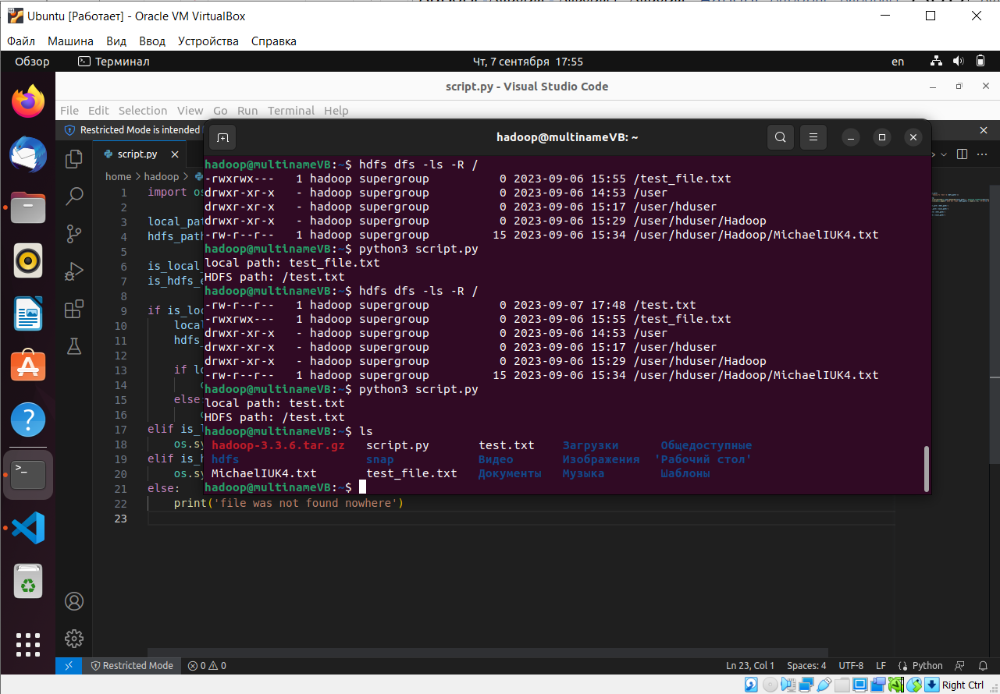 Ubuntu [Работает] - Oracle VM VirtualBox
Файл Машина Вид Ввод Устройства Справка
Обзор Терминал Чт, 7 сентября 17:55 en
script.py - Visual Studio Code
File Edit Selection View Go Run Terminal Help
Restricted Mode is intended
hadoop@multinameVB: ~
script.py
home > hadoop >
1 import os
2
3 local_pat
4 hdfs_path
5
6 is_local_
7 is_hdfs_e
8
9 if is_loc
10 local
11 hdfs_
12
13 if lo
14
15 else:
16
17 elif is_l
18 os.sy
19 elif is_h
20 os.sy
21 else:
22 print('file was not found nowhere')
23
hadoop@multinameVB:~$ hdfs dfs -ls -R /
-rwxrwx--- 1 hadoop supergroup 0 2023-09-06 15:55 /test_file.txt
drwxr-xr-x - hadoop supergroup 0 2023-09-06 14:53 /user
drwxr-xr-x - hadoop supergroup 0 2023-09-06 15:17 /user/hduser
drwxr-xr-x - hadoop supergroup 0 2023-09-06 15:29 /user/hduser/Hadoop
-rw-r--r-- 1 hadoop supergroup 15 2023-09-06 15:34 /user/hduser/Hadoop/MichaelIUK4.txt
hadoop@multinameVB:~$ python3 script.py
local path: test_file.txt
HDFS path: /test.txt
hadoop@multinameVB:~$ hdfs dfs -ls -R /
-rw-r--r-- 1 hadoop supergroup 0 2023-09-07 17:48 /test.txt
-rwxrwx--- 1 hadoop supergroup 0 2023-09-06 15:55 /test_file.txt
drwxr-xr-x - hadoop supergroup 0 2023-09-06 14:53 /user
drwxr-xr-x - hadoop supergroup 0 2023-09-06 15:17 /user/hduser
drwxr-xr-x - hadoop supergroup 0 2023-09-06 15:29 /user/hduser/Hadoop
-rw-r--r-- 1 hadoop supergroup 15 2023-09-06 15:34 /user/hduser/Hadoop/MichaelIUK4.txt
hadoop@multinameVB:~$ python3 script.py
local path: test.txt
HDFS path: /test.txt
hadoop@multinameVB:~$ ls
hadoop-3.3.6.tar.gz script.py test.txt Загрузки Общедоступные
hdfs snap Видео Изображения 'Рабочий стол'
MichaelIUK4.txt test_file.txt Документы Музыка Шаблоны
hadoop@multinameVB:~$
Restricted Mode 0 0 Ln 23, Col 1 Spaces: 4 UTF-8 LF Python
Right Ctrl